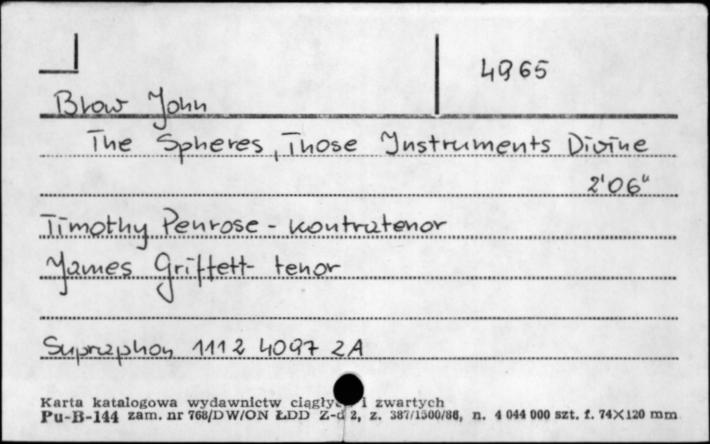 4965
Blow John
The Spheres, Those Instruments Divine
2'06"
Timothy Penrose - kontratenor
James Griffett - tenor
Supraphon 1112 4097 2A
Karta katalogowa wydawnictw ciągłych i zwartych
Pu-B-144 zam. nr 768/DW/ON ŁDD Z-d 2, z. 387/1500/86, n. 4 044 000 szt. f. 74X120 mm